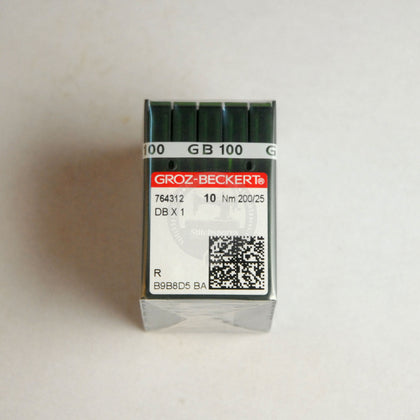 100 GB 100 G
GROZ-BECKERT®
764312 10 Nm 200/25
DB X 1
R
B9B8D5 BA